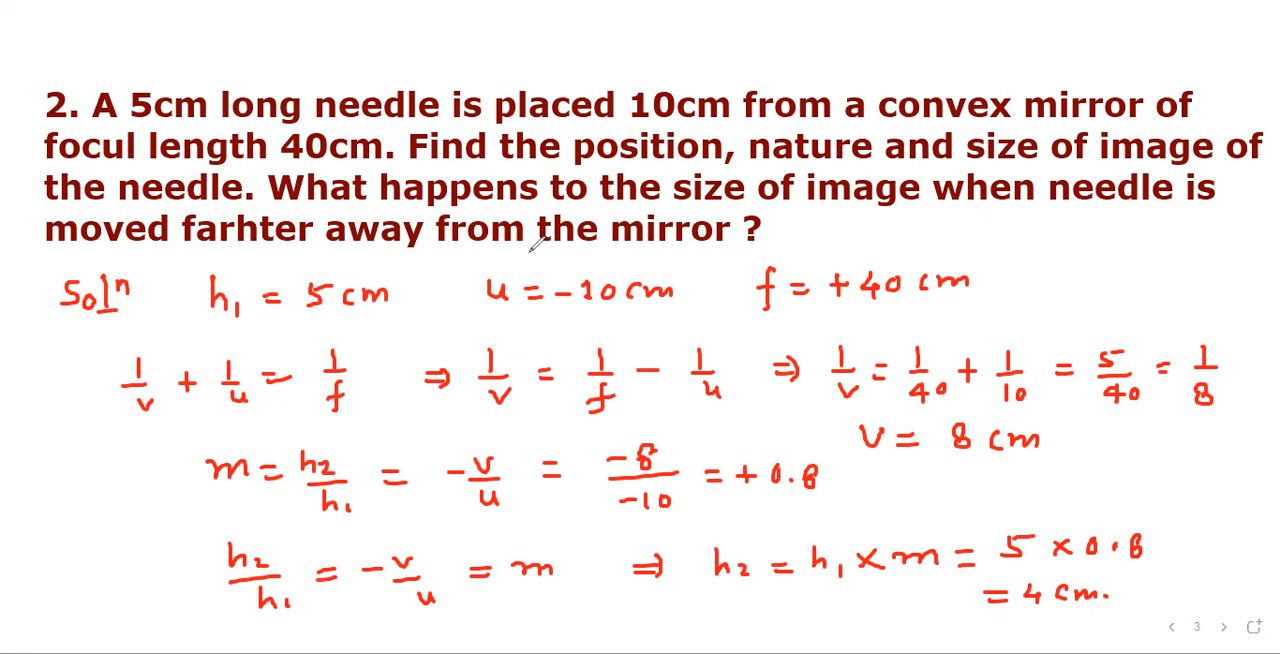 2. A 5cm long needle is placed 10cm from a convex mirror of
focul length 40cm. Find the position, nature and size of image of
the needle. What happens to the size of image when needle is
moved farhter away from the mirror ?
Solⁿ h₁ = 5 cm u = -10 cm f = +40 cm
1/v + 1/u = 1/f ⇒ 1/v = 1/f - 1/u ⇒ 1/v = 1/40 + 1/10 = 5/40 = 1/8
v = 8 cm
m = h₂/h₁ = -v/u = -8/-10 = +0.8
h₂/h₁ = -v/u = m ⇒ h₂ = h₁ × m = 5 × 0.8
= 4 cm.
3